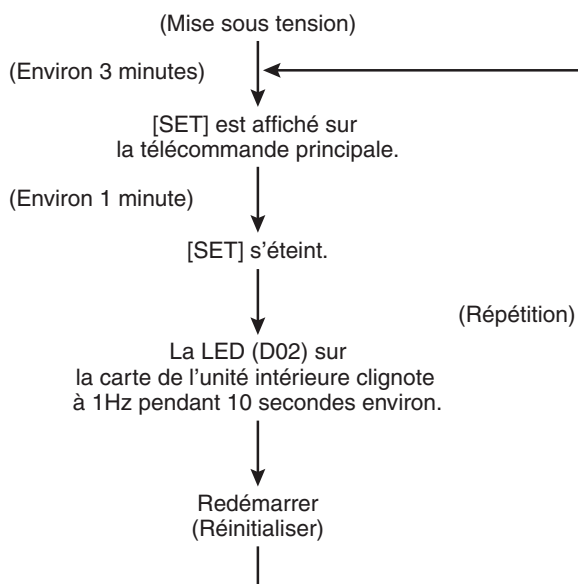 (Mise sous tension)
(Environ 3 minutes)
[SET] est affiché sur
la télécommande principale.
(Environ 1 minute)
[SET] s’éteint.
(Répétition)
La LED (D02) sur
la carte de l’unité intérieure clignote
à 1Hz pendant 10 secondes environ.
Redémarrer
(Réinitialiser)